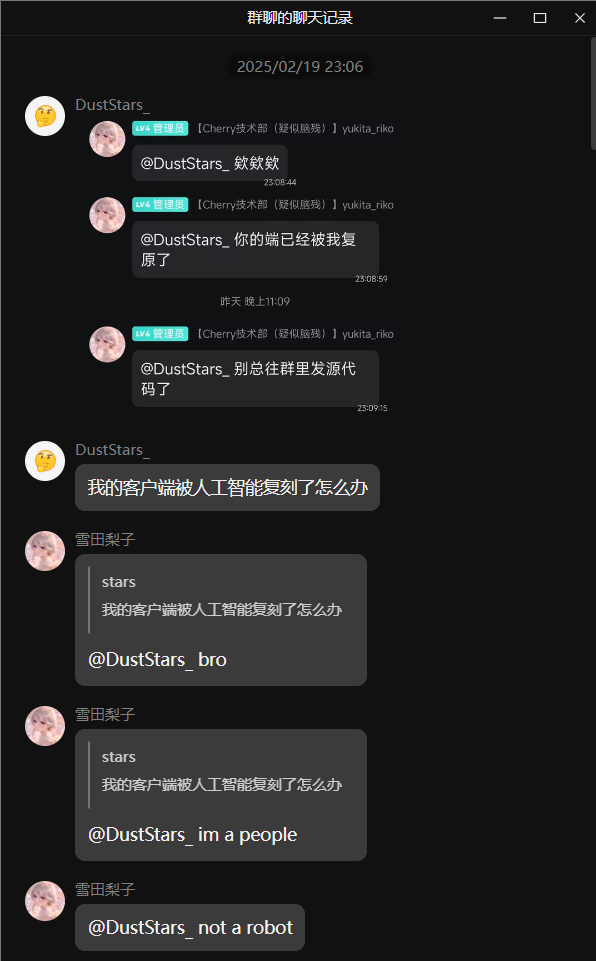 群聊的聊天记录
2025/02/19 23:06
DustStars_
LV4 管理员 【Cherry技术部（疑似脑残）】yukita_riko
@DustStars_ 欸欸欸
23:08:44
LV4 管理员 【Cherry技术部（疑似脑残）】yukita_riko
@DustStars_ 你的端已经被我复
原了
23:08:59
昨天 晚上11:09
LV4 管理员 【Cherry技术部（疑似脑残）】yukita_riko
@DustStars_ 别总往群里发源代
码了
23:09:15
DustStars_
我的客户端被人工智能复刻了怎么办
雪田梨子
stars
我的客户端被人工智能复刻了怎么办
@DustStars_ bro
雪田梨子
stars
我的客户端被人工智能复刻了怎么办
@DustStars_ im a people
雪田梨子
@DustStars_ not a robot